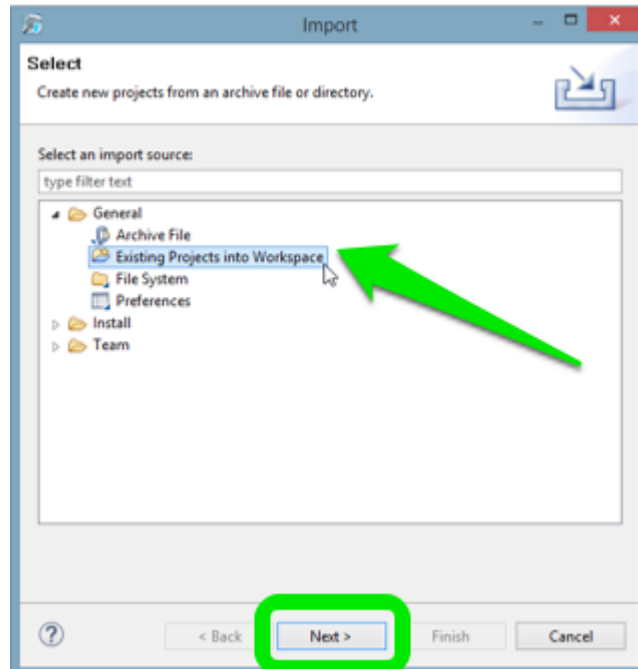 Import
Select
Create new projects from an archive file or directory.
Select an import source:
type filter text
General
Archive File
Existing Projects into Workspace
File System
Preferences
Install
Team
?
< Back
Next >
Finish
Cancel